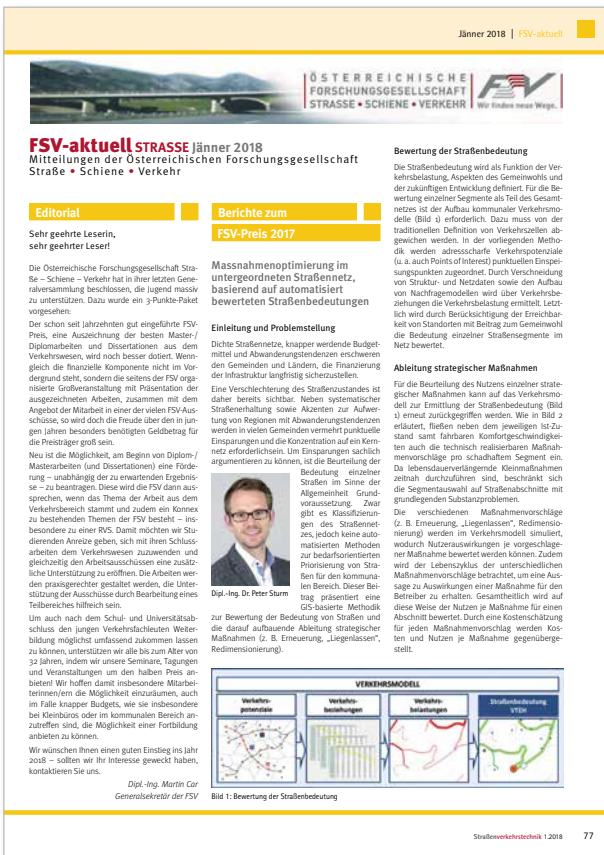 Jänner 2018 | FSV-aktuell
ÖSTERREICHISCHE
FORSCHUNGSGESELLSCHAFT
STRASSE • SCHIENE • VERKEHR
FSV
Wir finden neue Wege.
FSV-aktuell STRASSE Jänner 2018
Mitteilungen der Österreichischen Forschungsgesellschaft
Straße • Schiene • Verkehr
Editorial
Sehr geehrte Leserin,
sehr geehrter Leser!
Die Österreichische Forschungsgesellschaft Stra-
ße – Schiene – Verkehr hat in ihrer letzten Gene-
ralversammlung beschlossen, die Jugend massiv
zu unterstützen. Dazu wurde ein 3-Punkte-Paket
vorgesehen:
Der schon seit Jahrzehnten gut eingeführte FSV-
Preis, eine Auszeichnung der besten Master-/
Diplomarbeiten und Dissertationen aus dem
Verkehrswesen, wird noch besser dotiert. Wenn-
gleich die finanzielle Komponente nicht im Vor-
dergrund steht, sondern die seitens der FSV orga-
nisierte Großveranstaltung mit Präsentation der
ausgezeichneten Arbeiten, zusammen mit dem
Angebot der Mitarbeit in einer der vielen FSV-Aus-
schüsse, so wird doch die Freude über den in jun-
gen Jahren besonders benötigten Geldbetrag für
die Preisträger groß sein.
Neu ist die Möglichkeit, am Beginn von Diplom-/
Masterarbeiten (und Dissertationen) eine Förde-
rung – unabhängig der zu erwartenden Ergebnis-
se – zu beantragen. Diese wird die FSV dann aus-
sprechen, wenn das Thema der Arbeit aus dem
Verkehrsbereich stammt und zudem ein Konnex
zu bestehenden Themen der FSV besteht – ins-
besondere zu einer RVS. Damit möchten wir Stu-
dierenden Anreize geben, sich mit ihren Schluss-
arbeiten dem Verkehrswesen zuzuwenden und
gleichzeitig den Arbeitsausschüssen eine zusätz-
liche Unterstützung zu eröffnen. Die Arbeiten wer-
den praxisgerechter gestaltet werden, die Unter-
stützung der Ausschüsse durch Bearbeitung eines
Teilbereiches hilfreich sein.
Um auch nach dem Schul- und Universitätsab-
schluss den jungen Verkehrsfachleuten Weiter-
bildung möglichst umfassend zukommen lassen
zu können, unterstützen wir alle bis zum Alter von
32 Jahren, indem wir unsere Seminare, Tagungen
und Veranstaltungen um den halben Preis an-
bieten! Wir hoffen damit insbesondere Mitarbei-
terinnen/ern die Möglichkeit einzuräumen, auch
im Falle knapper Budgets, wie sie insbesondere
bei Kleinbüros oder im kommunalen Bereich an-
zutreffen sind, die Möglichkeit einer Fortbildung
anbieten zu können.
Wir wünschen Ihnen einen guten Einstieg ins Jahr
2018 – sollten wir Ihr Interesse geweckt haben,
kontaktieren Sie uns.
Dipl.-Ing. Martin Car
Generalsekretär der FSV
Berichte zum
FSV-Preis 2017
Massnahmenoptimierung im
untergeordneten Straßennetz,
basierend auf automatisiert
bewerteten Straßenbedeutungen
Einleitung und Problemstellung
Dichte Straßennetze, knapper werdende Budget-
mittel und Abwanderungstendenzen erschweren
den Gemeinden und Ländern, die Finanzierung
der Infrastruktur langfristig sicherzustellen.
Eine Verschlechterung des Straßenzustandes ist
daher bereits sichtbar. Neben systematischer
Straßenerhaltung sowie Akzenten zur Aufwer-
tung von Regionen mit Abwanderungstendenzen
werden in vielen Gemeinden vermehrt punktuelle
Einsparungen und die Konzentration auf ein Kern-
netz erforderlichsein. Um Einsparungen sachlich
argumentieren zu können, ist die Beurteilung der
Bedeutung einzelner
Straßen im Sinne der
Allgemeinheit Grund-
voraussetzung. Zwar
gibt es Klassifizierun-
gen des Straßennet-
zes, jedoch keine auto-
matisierten Methoden
zur bedarfsorientierten
Priorisierung von Stra-
ßen für den kommuna-
len Bereich. Dieser Bei-
trag präsentiert eine
GIS-basierte Methodik
Dipl.-Ing. Dr. Peter Sturm
zur Bewertung der Bedeutung von Straßen und
die darauf aufbauende Ableitung strategischer
Maßnahmen (z. B. Erneuerung, „Liegenlassen“,
Redimensionierung).
Bewertung der Straßenbedeutung
Die Straßenbedeutung wird als Funktion der Ver-
kehrsbelastung, Aspekten des Gemeinwohls und
der zukünftigen Entwicklung definiert. Für die Be-
wertung einzelner Segmente als Teil des Gesamt-
netzes ist der Aufbau kommunaler Verkehrsmo-
delle (Bild 1) erforderlich. Dazu muss von der
traditionellen Definition von Verkehrszellen ab-
gewichen werden. In der vorliegenden Metho-
dik werden adressscharfe Verkehrspotenziale
(u. a. auch Points of Interest) punktuellen Einspei-
sungspunkten zugeordnet. Durch Verschneidung
von Struktur- und Netzdaten sowie den Aufbau
von Nachfragemodellen wird über Verkehrsbe-
ziehungen die Verkehrsbelastung ermittelt. Letzt-
lich wird durch Berücksichtigung der Erreichbar-
keit von Standorten mit Beitrag zum Gemeinwohl
die Bedeutung einzelner Straßensegmente im
Netz bewertet.
Ableitung strategischer Maßnahmen
Für die Beurteilung des Nutzens einzelner strate-
gischer Maßnahmen kann auf das Verkehrsmo-
dell zur Ermittlung der Straßenbedeutung (Bild
1) erneut zurückgegriffen werden. Wie in Bild 2
erläutert, fließen neben dem jeweiligen Ist-Zu-
stand samt fahrbaren Komfortgeschwindigkei-
ten auch die technisch realisierbaren Maßnah-
menvorschläge pro schadhaftem Segment ein.
Da lebensdauerverlängernde Kleinmaßnahmen
zeitnah durchzuführen sind, beschränkt sich
die Segmentauswahl auf Straßenabschnitte mit
grundlegenden Substanzproblemen.
Die verschiedenen Maßnahmenvorschläge
(z. B. Erneuerung, „Liegenlassen“, Redimensio-
nierung) werden im Verkehrsmodell simuliert,
wodurch Nutzerauswirkungen je vorgeschlage-
ner Maßnahme bewertet werden können. Zudem
wird der Lebenszyklus der unterschiedlichen
Maßnahmenvorschläge betrachtet, um eine Aus-
sage zu Auswirkungen einer Maßnahme für den
Betreiber zu erhalten. Gesamtheitlich wird auf
diese Weise der Nutzen je Maßnahme für einen
Abschnitt bewertet. Durch eine Kostenschätzung
für jeden Maßnahmenvorschlag werden Kos-
ten und Nutzen je Maßnahme gegenüberge-
stellt.
VERKEHRSMODELL
Verkehrs-
potenziale
Verkehrs-
beziehungen
Verkehrs-
belastungen
Straßenbedeutung
Bild 1: Bewertung der Straßenbedeutung
Straßenverkehrstechnik 1.2018 77